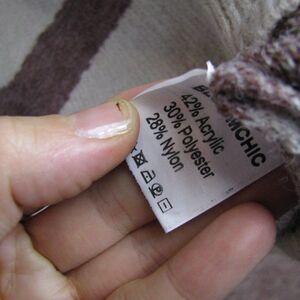 42% Acrylic
30% Polyester
28% Nylon